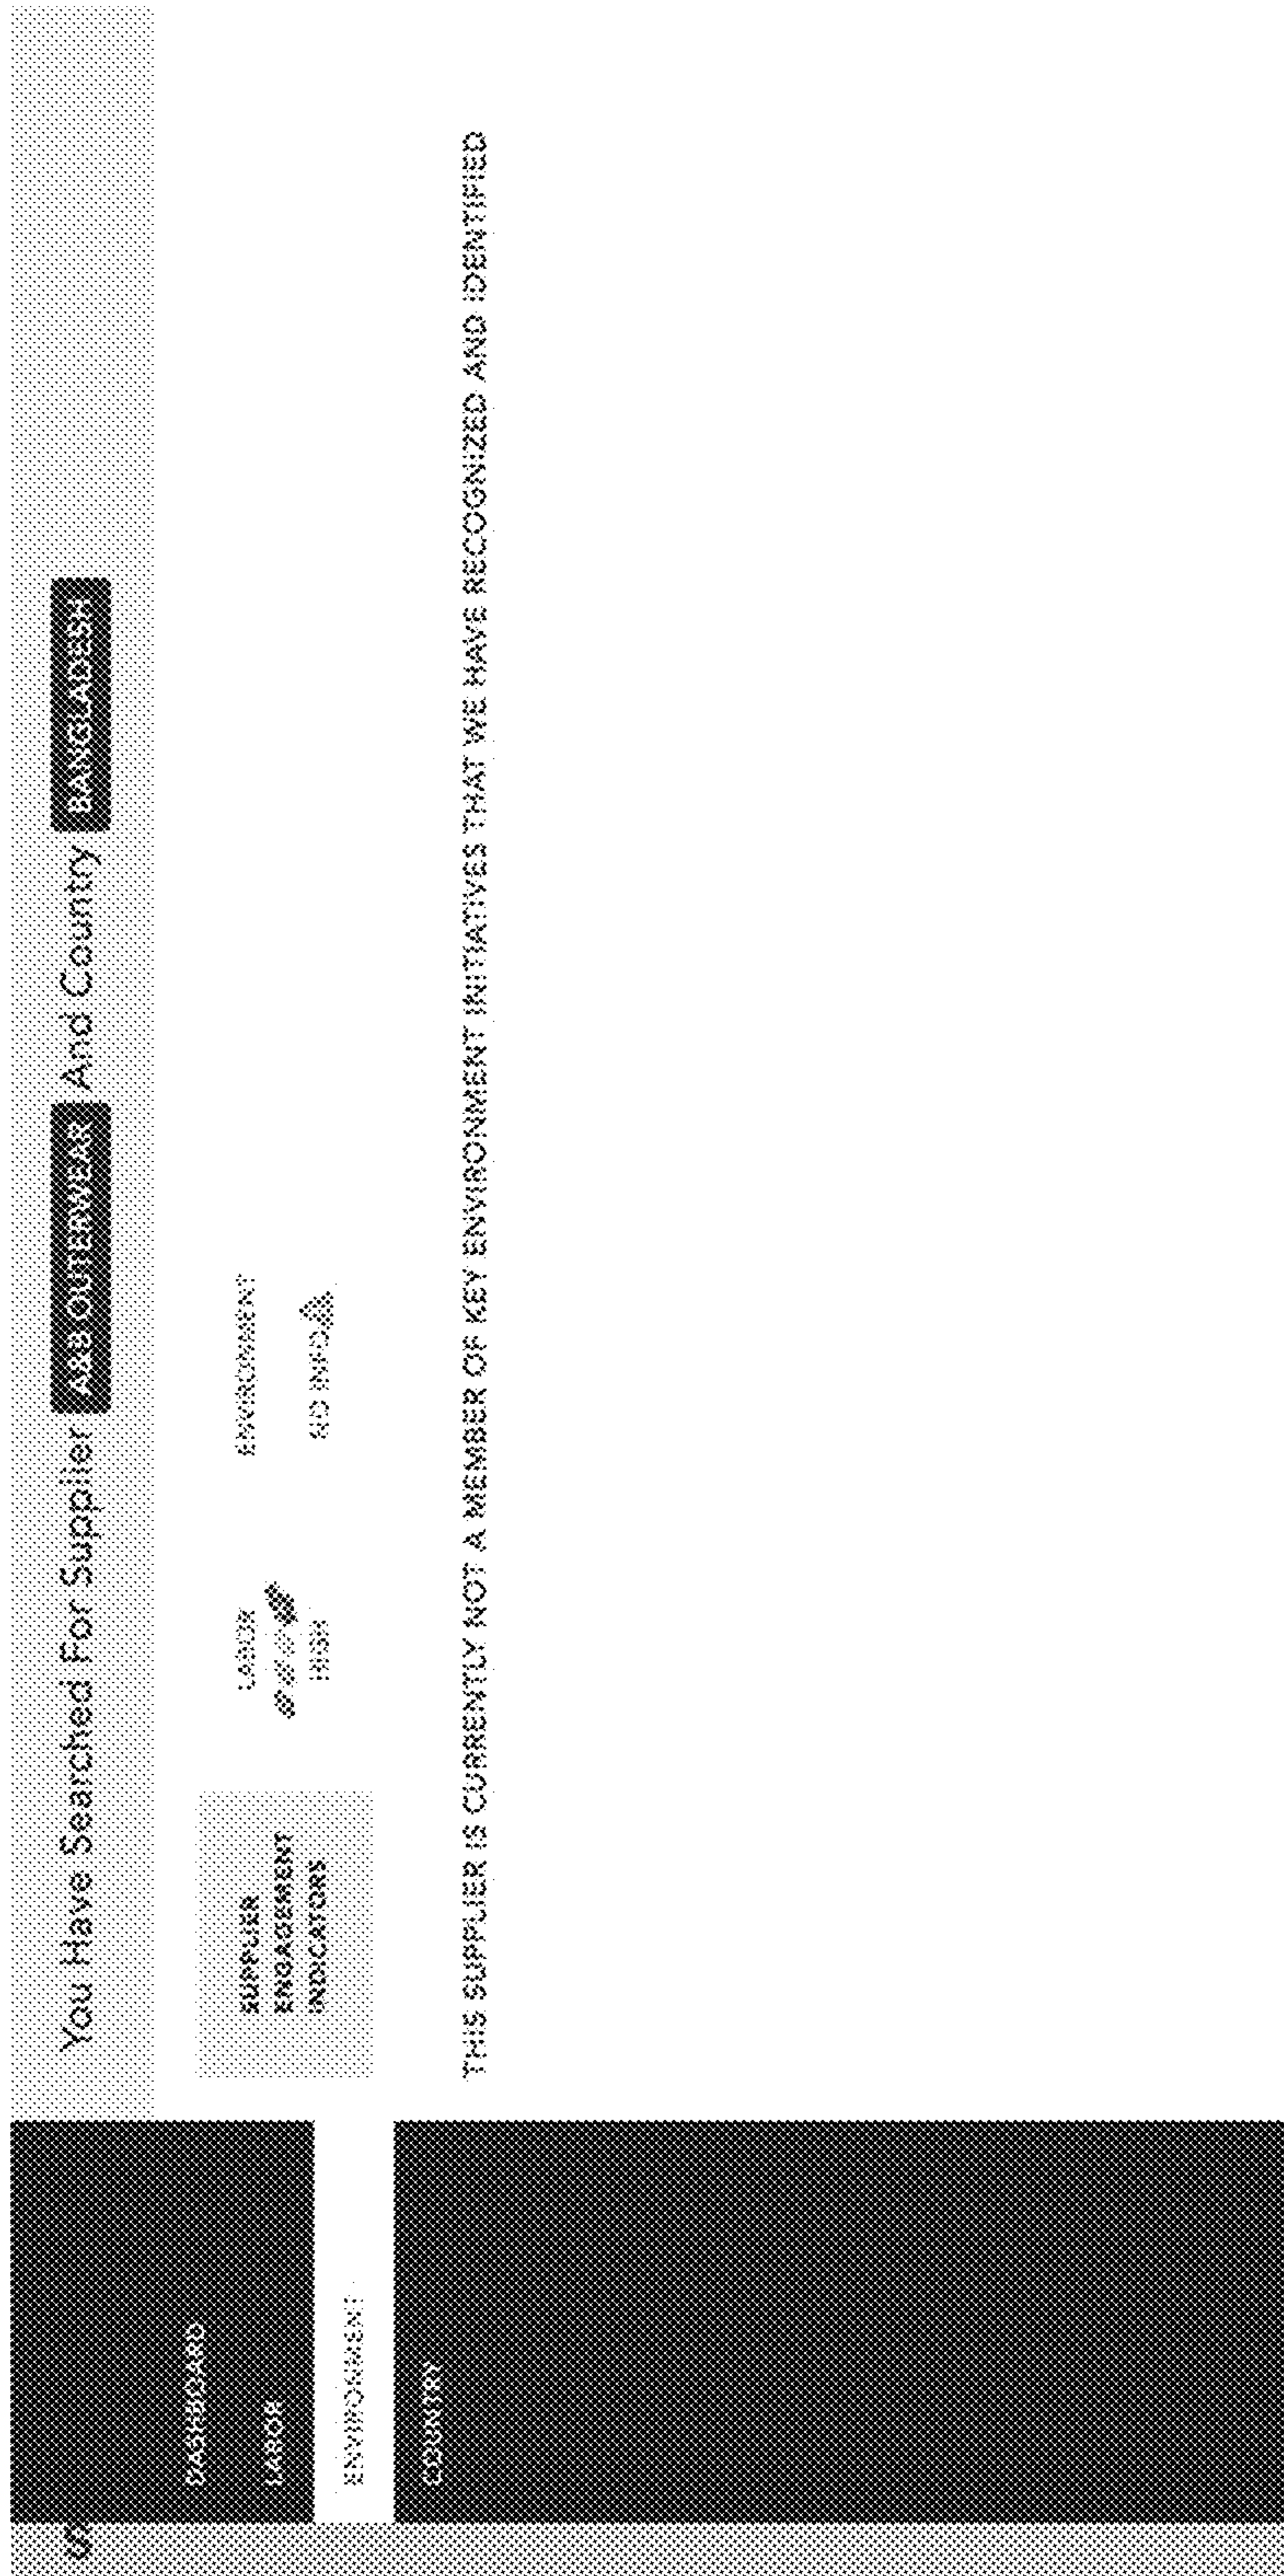 S
You Have Searched For Supplier A&B OUTERWEAR And Country BANGLADESH
DASHBOARD
LABOR
ENVIRONMENT
COUNTRY
SUPPLIER
ENGAGEMENT
INDICATORS
LABOR
HIGH
ENVIRONMENT
NO INFO
THIS SUPPLIER IS CURRENTLY NOT A MEMBER OF KEY ENVIRONMENT INITIATIVES THAT WE HAVE RECOGNIZED AND IDENTIFIED